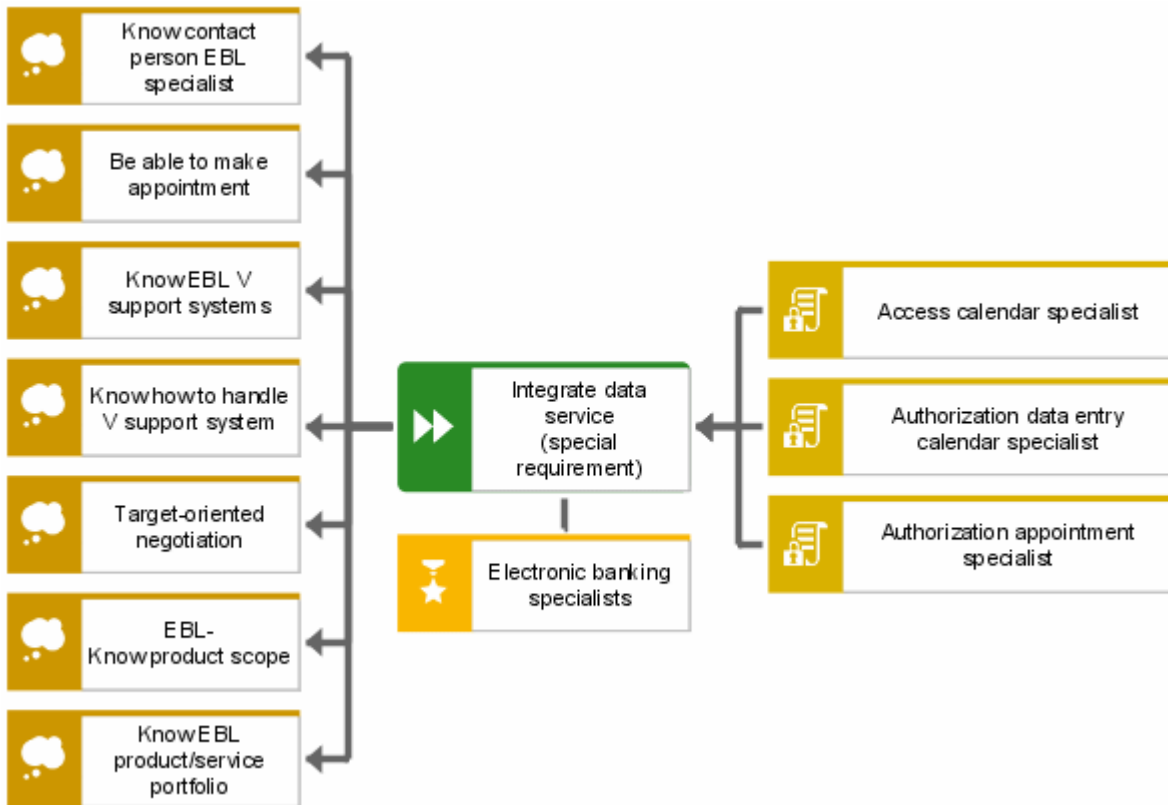 Know contact
person EBL
specialist
Be able to make
appointment
Know EBL V
support systems
Know how to handle
V support system
Target-oriented
negotiation
EBL-
Know product scope
Know EBL
product/service
portfolio
Integrate data
service
(special
requirement)
Electronic banking
specialists
Access calendar specialist
Authorization data entry
calendar specialist
Authorization appointment
specialist